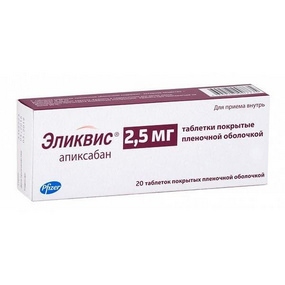 Для приема внутрь
Эликвис® 2,5 мг
апиксабан
таблетки покрытые
пленочной оболочкой
Pfizer
20 таблеток покрытых пленочной оболочкой